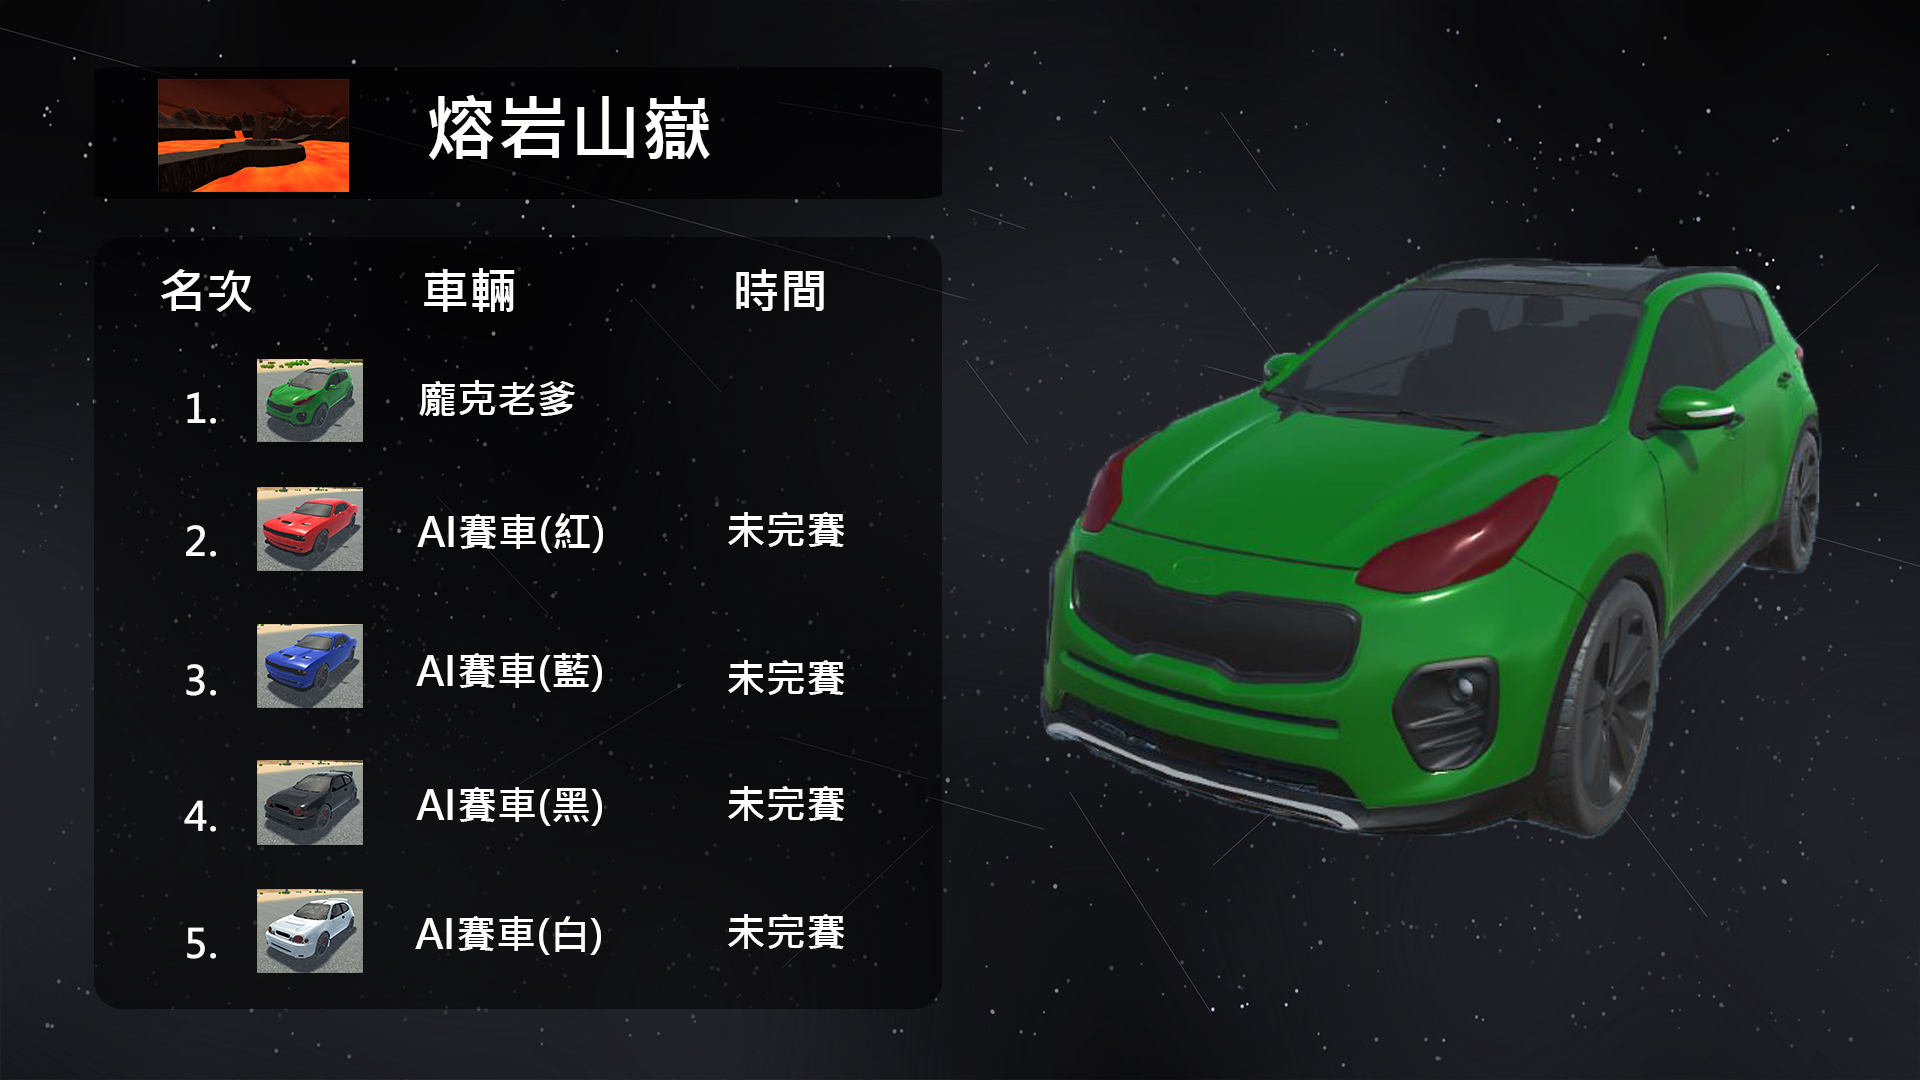 熔岩山嶽
名次 車輛 時間
1. 龐克老爹
2. AI賽車(紅) 未完賽
3. AI賽車(藍) 未完賽
4. AI賽車(黑) 未完賽
5. AI賽車(白) 未完賽